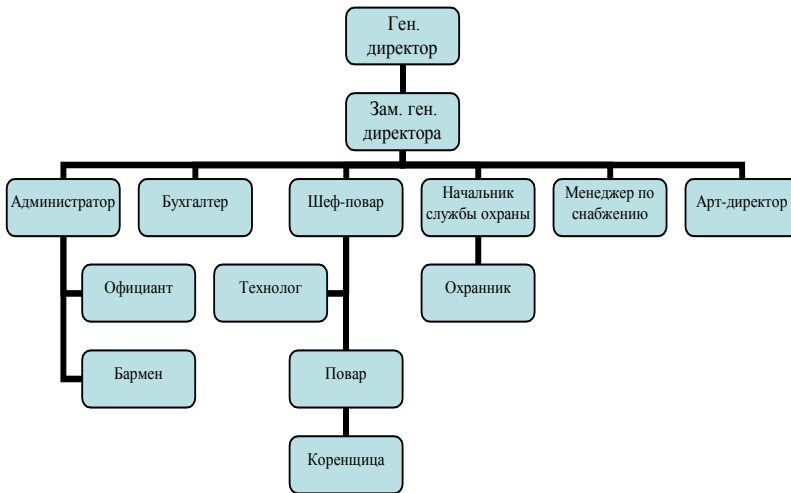 Ген.
директор
Зам. ген.
директора
Администратор
Бухгалтер
Шеф-повар
Начальник
службы охраны
Менеджер по
снабжению
Арт-директор
Официант
Технолог
Охранник
Бармен
Повар
Коренщица